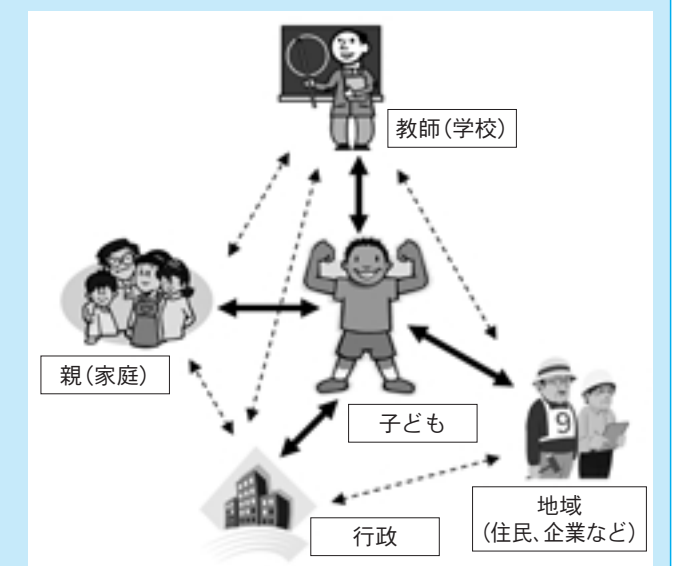 教師（学校）
親（家庭）
子ども
9
地域
（住民、企業など）
行政